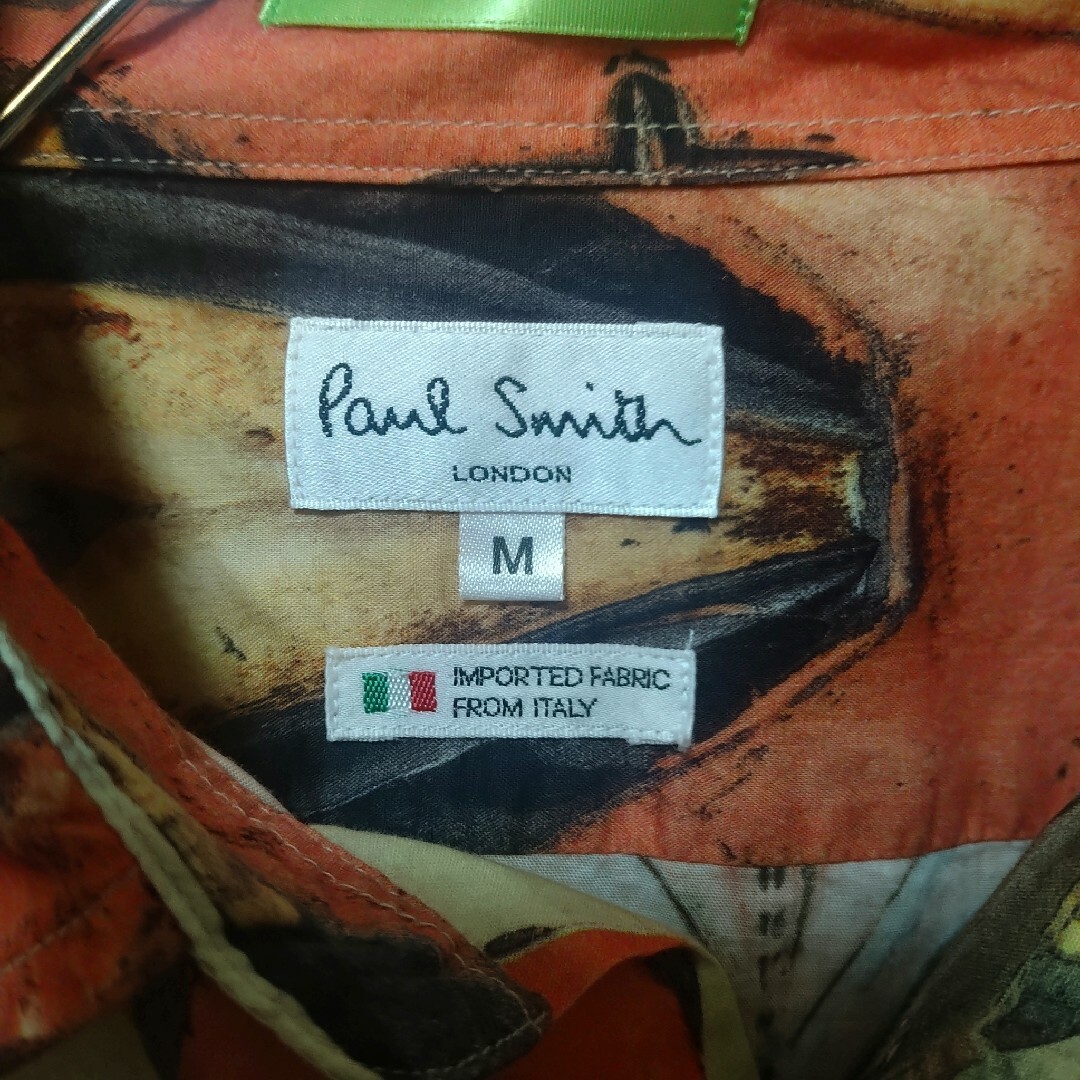 Paul Smith
LONDON
M
IMPORTED FABRIC
FROM ITALY